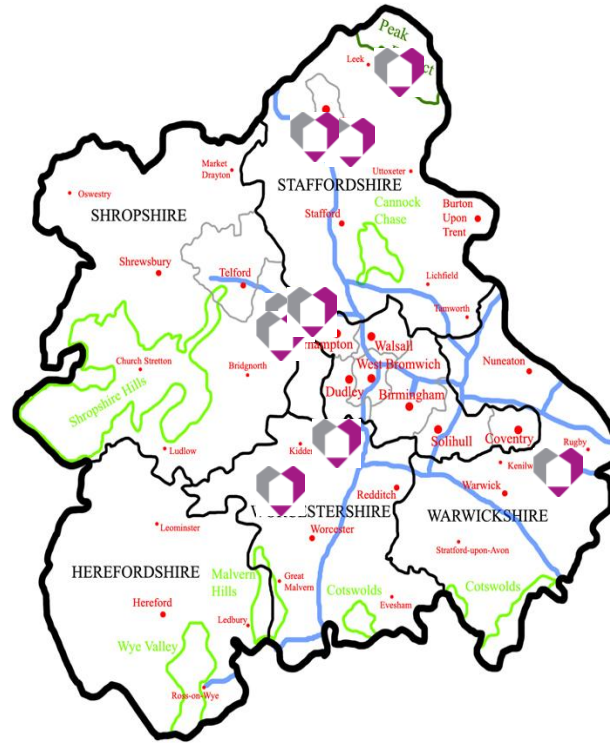 Peak
Leek
Market
Drayton
Uttoxeter
STAFFORDSHIRE
Oswestry
Cannock
Chase
Burton
Upon
Trent
SHROPSHIRE
Stafford
Shrewsbury
Telford
Lichfield
Tamworth
Walsall
West Bromwich
Nuneaton
Church Stretton
Bridgnorth
Dudley
Birmingham
Shropshire Hills
Solihull
Coventry
Rugby
Ludlow
Redditch
Warwick
Leominster
Worcester
WARWICKSHIRE
Stratford-upon-Avon
HEREFORDSHIRE
Malvern
Hills
Great
Malvern
Cotswolds
Cotswolds
Hereford
Evesham
Ledbury
Wye Valley
Ross-on-Wye